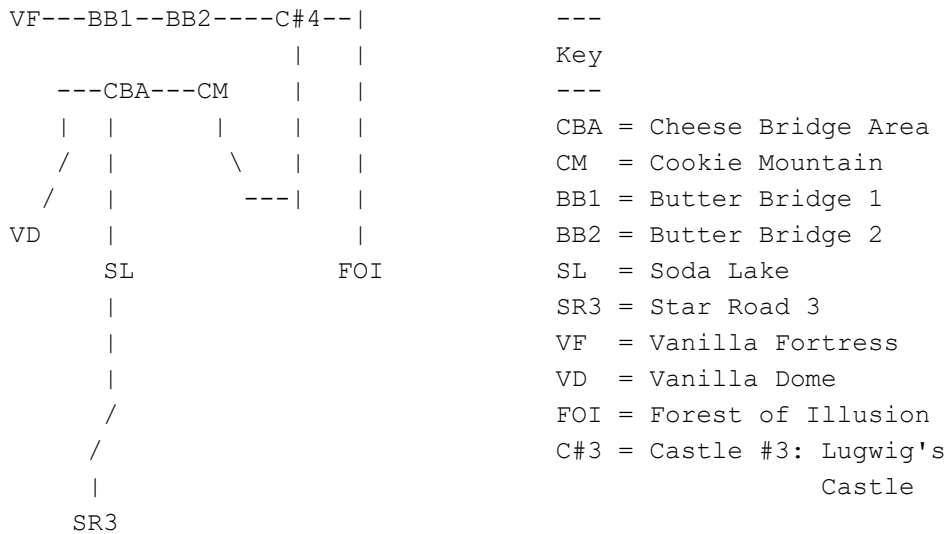 VF---BB1--BB2----C#4--|             ---
                  |   |            Key
   ---CBA---CM    |   |            ---
   |  |      |    |   |            CBA = Cheese Bridge Area
   /  |       \   |   |            CM  = Cookie Mountain
  /   |        ---|   |            BB1 = Butter Bridge 1
VD    |               |            BB2 = Butter Bridge 2
      SL             FOI           SL  = Soda Lake
      |                            SR3 = Star Road 3
      |                            VF  = Vanilla Fortress
      |                            VD  = Vanilla Dome
      /                            FOI = Forest of Illusion
     /                             C#3 = Castle #3: Lugwig's
     |                                              Castle
    SR3